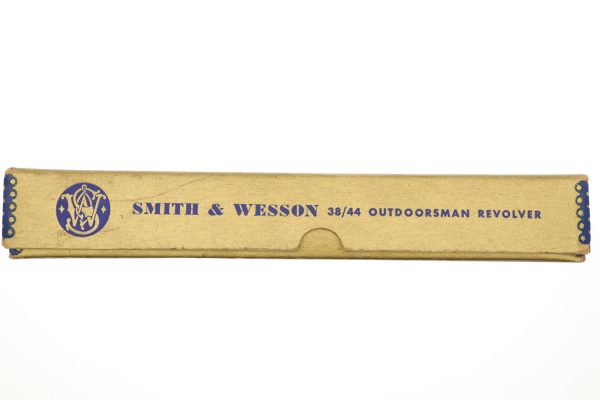 SMITH & WESSON 38/44 OUTDOORSMAN REVOLVER